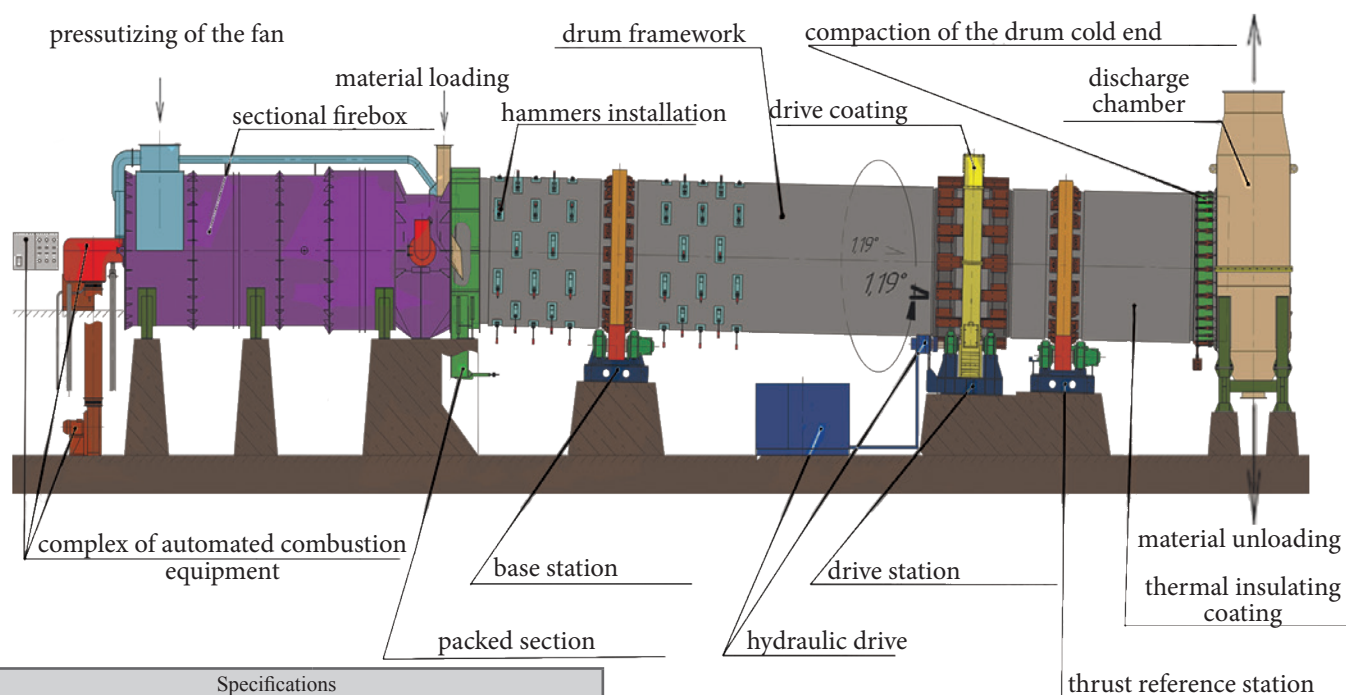 pressutizing of the fan
drum framework
compaction of the drum cold end
material loading
discharge
chamber
sectional firebox
hammers installation
drive coating
1,19°
1,19°
A
complex of automated combustion
equipment
base station
drive station
material unloading
thermal insulating
coating
packed section
hydraulic drive
thrust reference station
Specifications